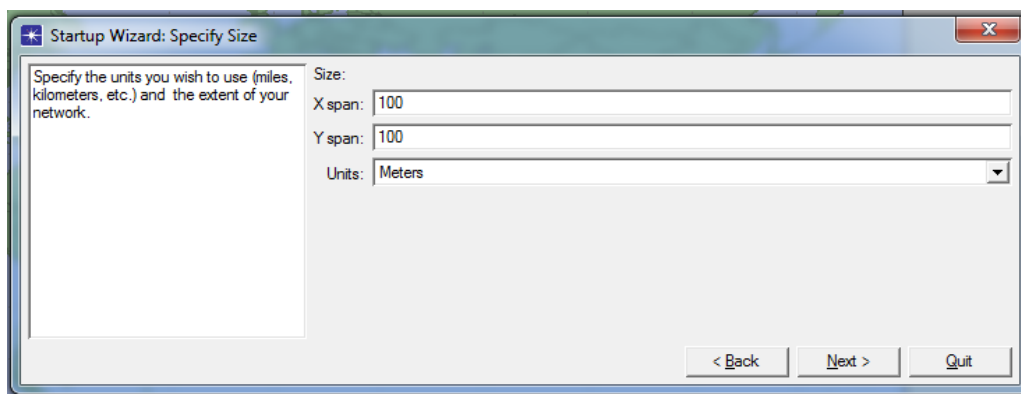 Startup Wizard: Specify Size
Specify the units you wish to use (miles,
kilometers, etc.) and the extent of your
network.
Size:
X span: 100
Y span: 100
Units: Meters
< Back
Next >
Quit